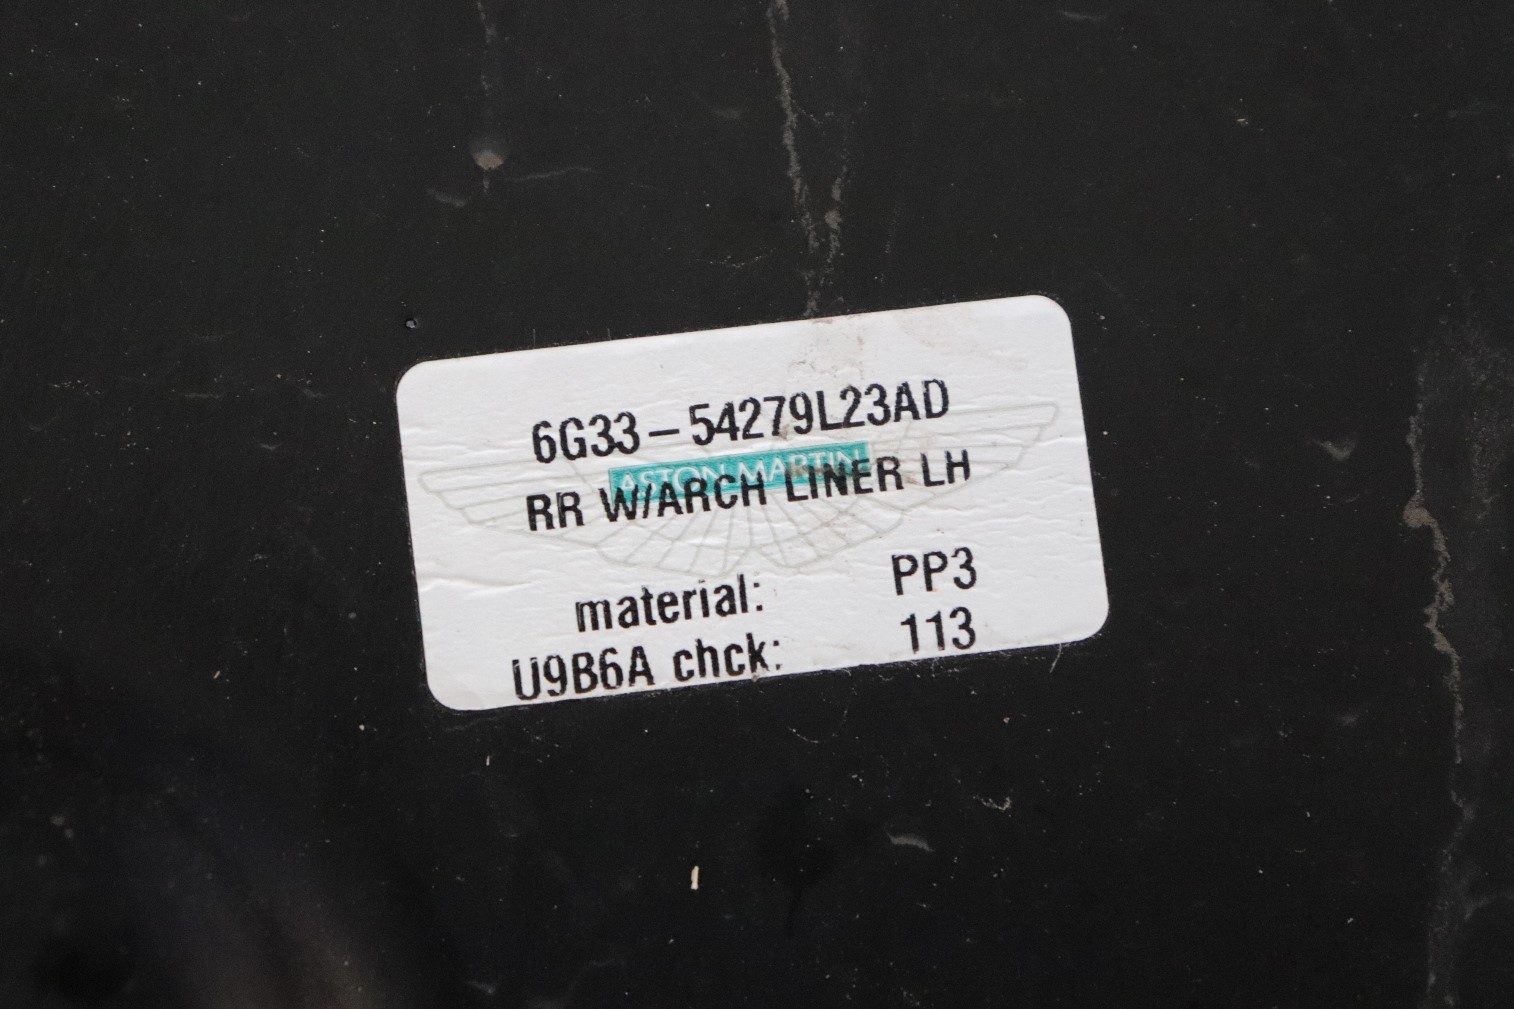 6G33-54279L23AD
ASTON MARTIN
RR W/ARCH LINER LH
material: PP3
U9B6A chck: 113